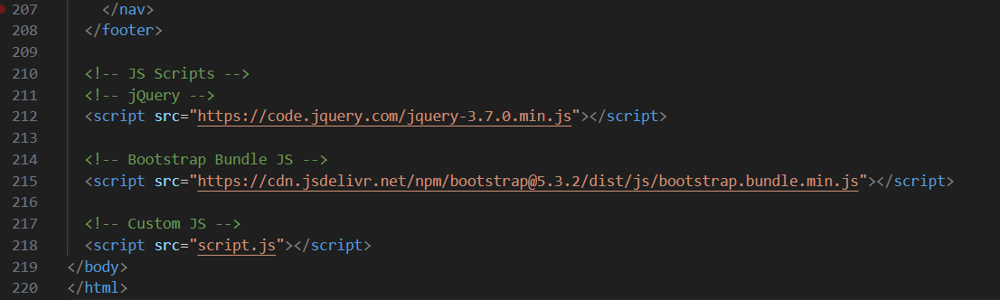 207 </nav>
208 </footer>
209
210 <!-- JS Scripts -->
211 <!-- jQuery -->
212 <script src="https://code.jquery.com/jquery-3.7.0.min.js"></script>
213
214 <!-- Bootstrap Bundle JS -->
215 <script src="https://cdn.jsdelivr.net/npm/bootstrap@5.3.2/dist/js/bootstrap.bundle.min.js"></script>
216
217 <!-- Custom JS -->
218 <script src="script.js"></script>
219 </body>
220 </html>